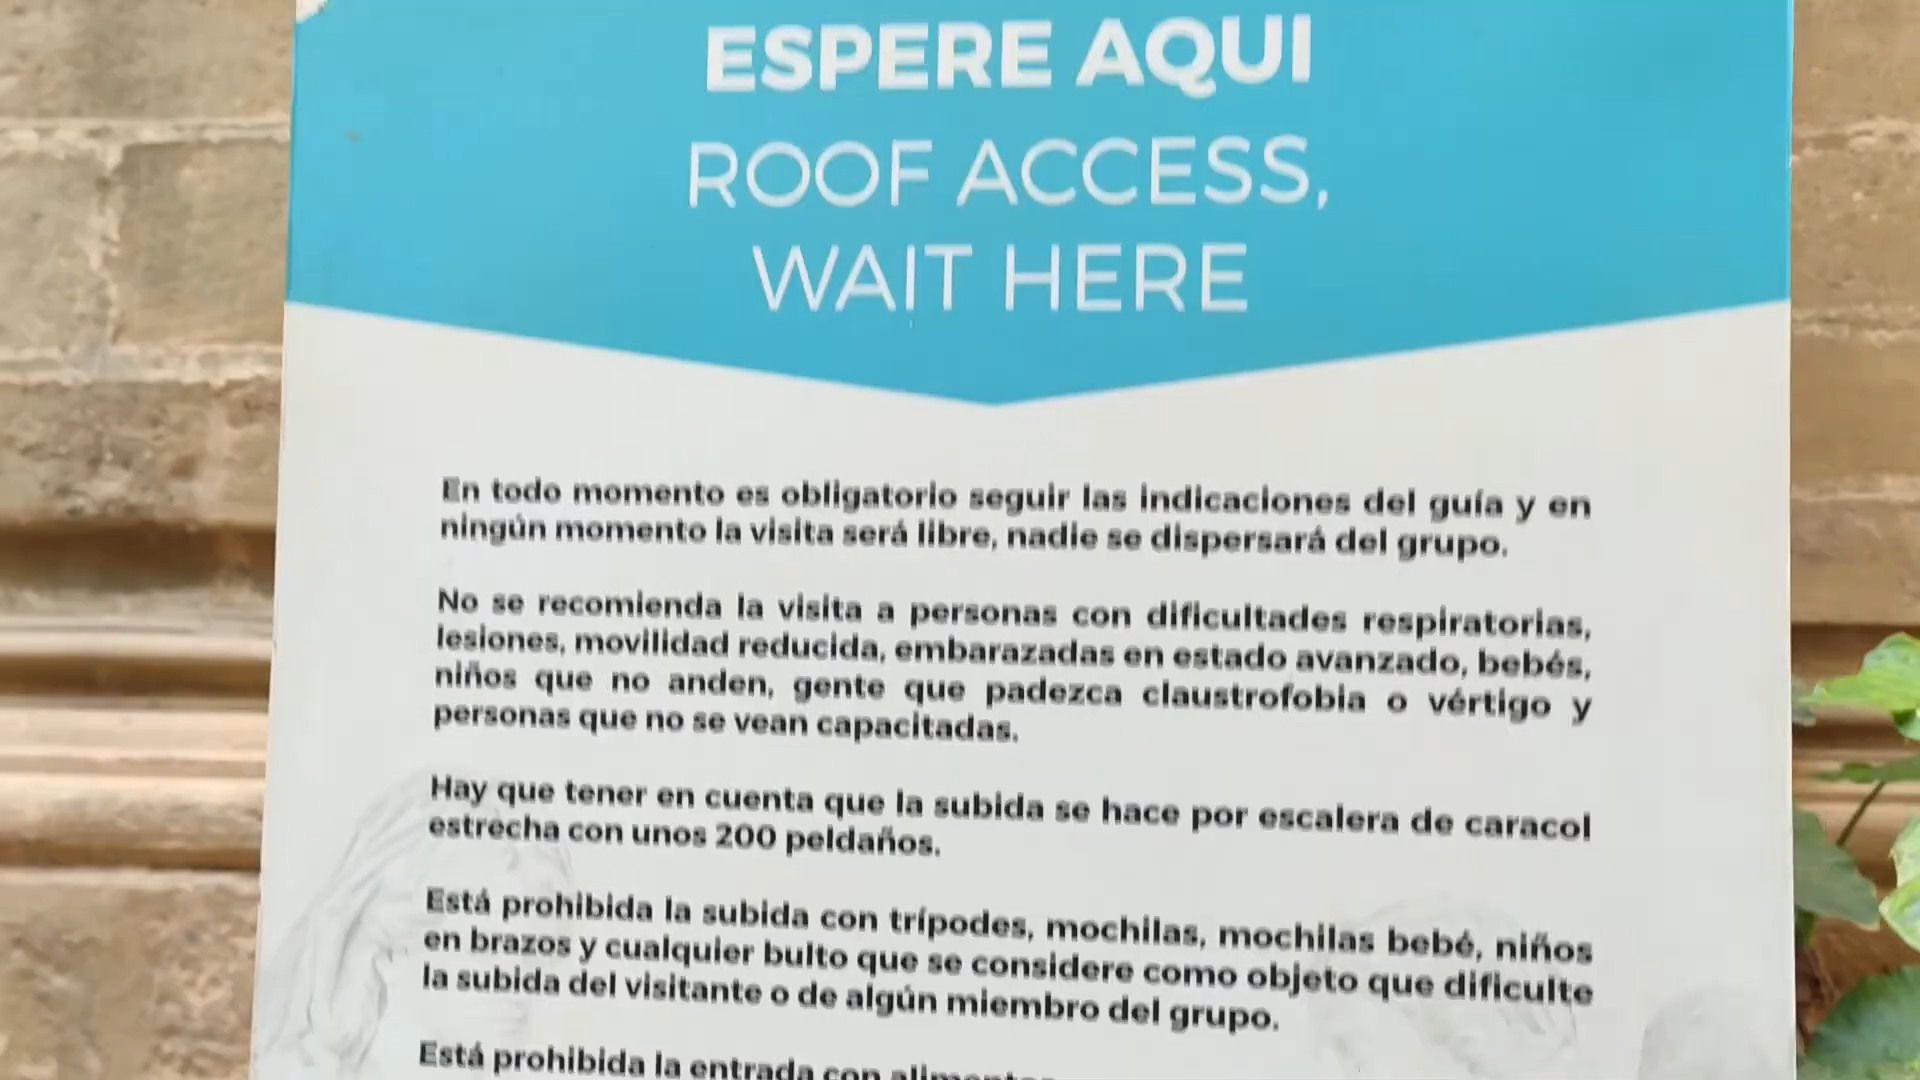 ESPERE AQUI
ROOF ACCESS,
WAIT HERE
En todo momento es obligatorio seguir las indicaciones del guía y en
ningún momento la visita será libre, nadie se dispersará del grupo.
No se recomienda la visita a personas con dificultades respiratorias,
lesiones, movilidad reducida, embarazadas en estado avanzado, bebés,
niños que no anden, gente que padezca claustrofobia o vértigo y
personas que no se vean capacitadas.
Hay que tener en cuenta que la subida se hace por escalera de caracol
estrecha con unos 200 peldaños.
Está prohibida la subida con trípodes, mochilas, mochilas bebé, niños
en brazos y cualquier bulto que se considere como objeto que dificulte
la subida del visitante o de algún miembro del grupo.
Está prohibida la entrada con